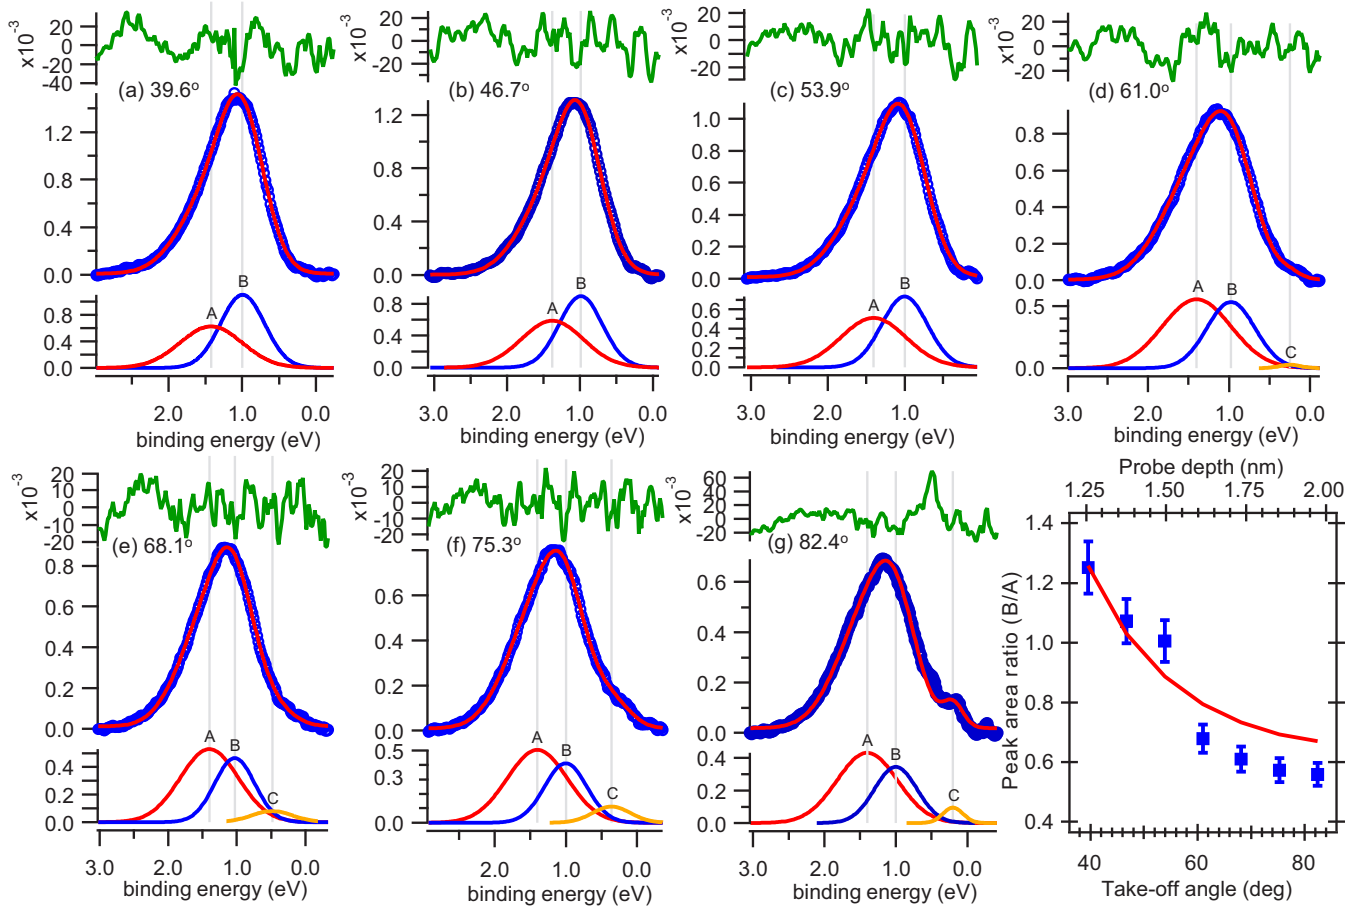 x10⁻³
20
0
-20
-40
(a) 39.6°
1.2
0.8
0.4
0.0
A
B
0.8
0.4
0.0
2.0
1.0
0.0
binding energy (eV)
x10⁻³
20
0
-20
(b) 46.7°
1.2
0.8
0.4
0.0
A
B
0.8
0.6
0.4
0.2
0.0
3.0
2.0
1.0
0.0
binding energy (eV)
x10⁻³
20
0
-20
(c) 53.9°
1.0
0.8
0.6
0.4
0.2
0.0
A
B
0.6
0.4
0.2
0.0
3.0
2.0
1.0
binding energy (eV)
x10⁻³
20
0
-20
(d) 61.0°
0.8
0.6
0.4
0.2
0.0
A
B
C
0.5
0.0
3.0
2.0
1.0
0.0
binding energy (eV)
x10⁻³
20
10
0
-10
-20
(e) 68.1°
0.8
0.6
0.4
0.2
0.0
A
B
C
0.4
0.2
0.0
3.0
2.0
1.0
0.0
binding energy (eV)
x10⁻³
20
10
0
-10
-20
(f) 75.3°
0.6
0.4
0.2
0.0
A
B
C
0.5
0.3
0.0
2.0
1.0
0.0
binding energy (eV)
x10⁻³
60
40
20
0
-20
(g) 82.4°
0.6
0.4
0.2
0.0
A
B
C
0.4
0.2
0.0
3.0
2.0
1.0
0.0
binding energy (eV)
Probe depth (nm)
1.25
1.50
1.75
2.00
Peak area ratio (B/A)
1.4
1.2
1.0
0.8
0.6
0.4
40
60
80
Take-off angle (deg)